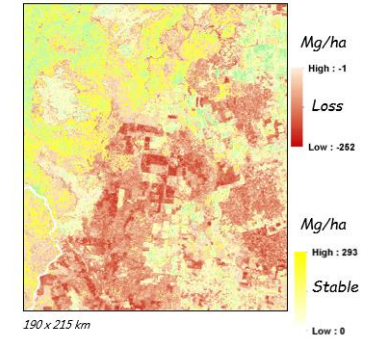 Mg/ha
High : -1
Loss
Low : -252
Mg/ha
High : 293
Stable
Low : 0
190 x 215 km